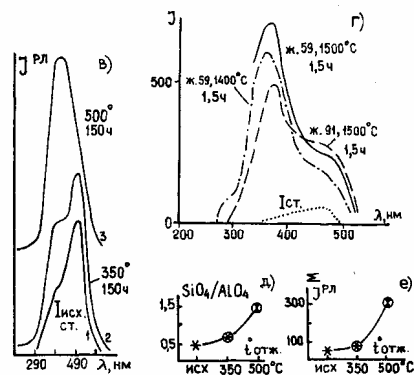 J РЛ
в)
500°
150ч
3
350°
150ч
Iисх.
ст.
1
2
290 490 λ, нм
J
г)
500
ж.59,1500°C
1,5ч
ж.59,1400°C
1,5ч
ж.91,1500°C
1,5ч
Iст.
0
200 300 400 500 λ, нм
SiO4/AlO4
д)
1,5
0,5
tотж.
исх 350 500°C
Σ
J РЛ
е)
300
100
tотж.
исх 350 500°C